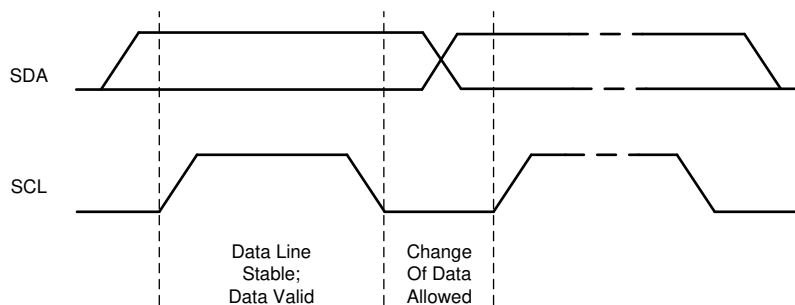 SDA
SCL
Data Line
Stable;
Data Valid
Change
Of Data
Allowed